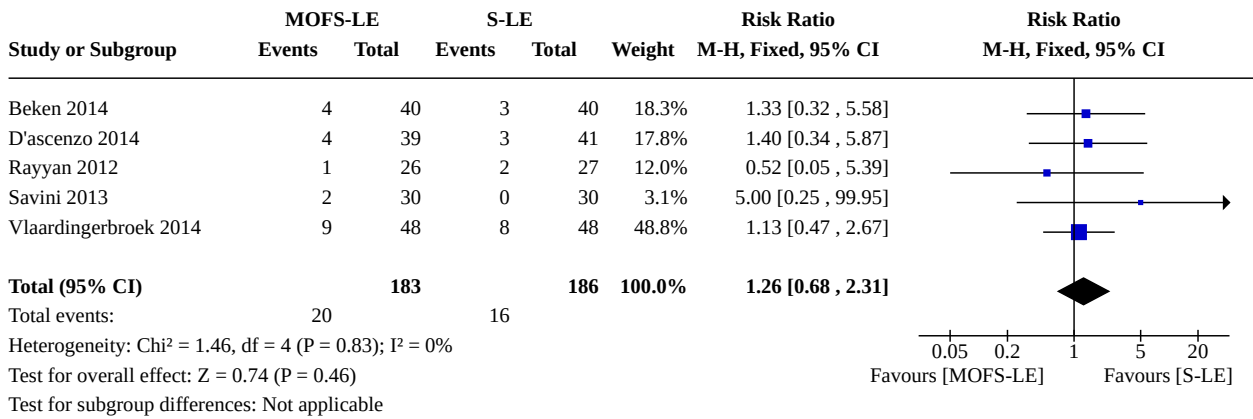 MOFS-LE S-LE Risk Ratio Risk Ratio
Study or Subgroup Events Total Events Total Weight M-H, Fixed, 95% CI M-H, Fixed, 95% CI
Beken 2014 4 40 3 40 18.3% 1.33 [0.32 , 5.58]
D'ascenzo 2014 4 39 3 41 17.8% 1.40 [0.34 , 5.87]
Rayyan 2012 1 26 2 27 12.0% 0.52 [0.05 , 5.39]
Savini 2013 2 30 0 30 3.1% 5.00 [0.25 , 99.95]
Vlaardingerbroek 2014 9 48 8 48 48.8% 1.13 [0.47 , 2.67]
Total (95% CI) 183 186 100.0% 1.26 [0.68 , 2.31]
Total events: 20 16
Heterogeneity: Chi² = 1.46, df = 4 (P = 0.83); I² = 0%
0.05 0.2 1 5 20
Test for overall effect: Z = 0.74 (P = 0.46)
Favours [MOFS-LE] Favours [S-LE]
Test for subgroup differences: Not applicable